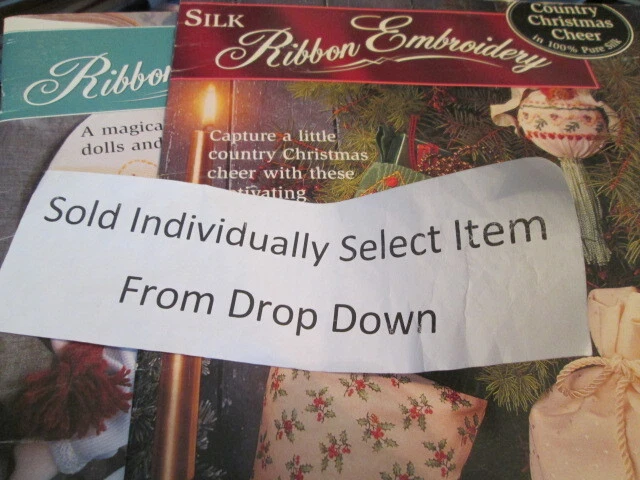 SILK
Ribbon Embroidery
Country
Christmas
Cheer
in 100% Pure Silk
Capture a little
country Christmas
cheer with these
Ribbon
A magica
dolls and
Sold Individually Select Item
From Drop Down